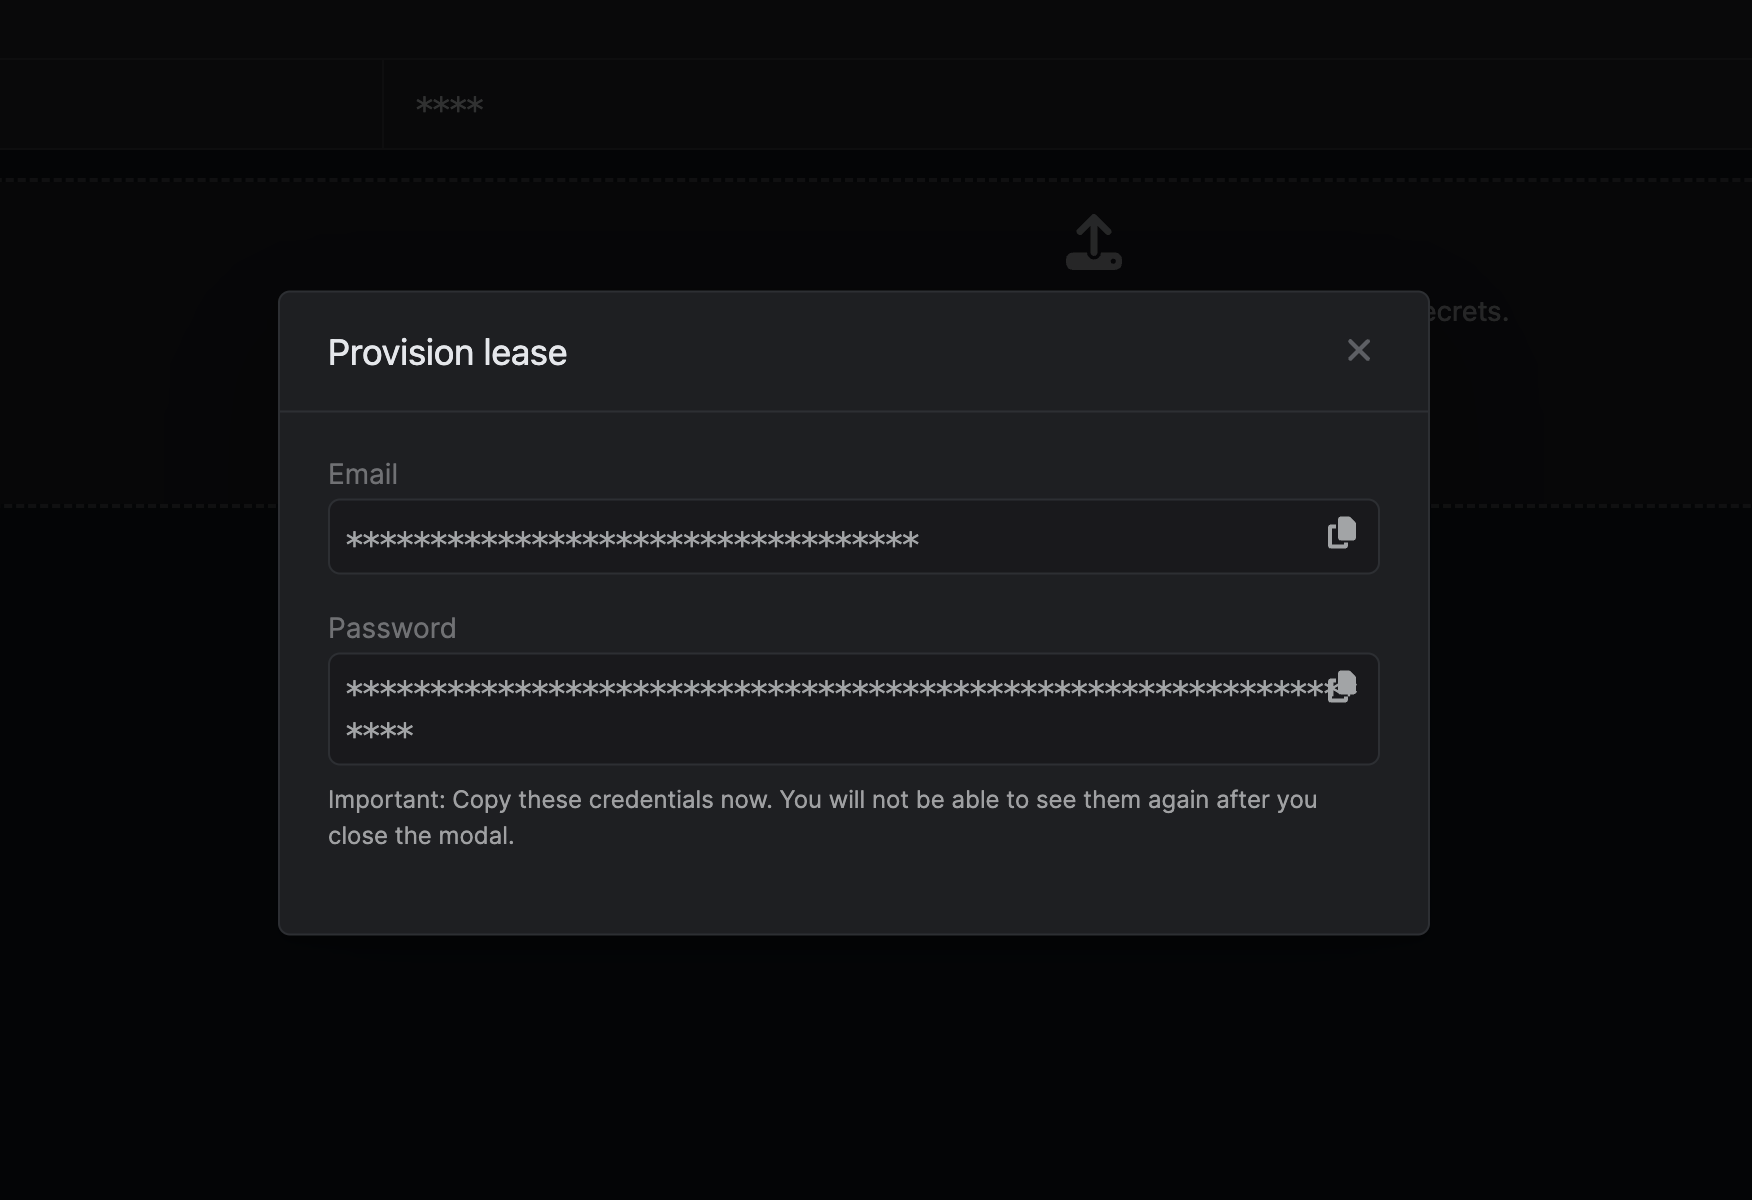 ****
ecrets.
Provision lease
Email
**********************************
Password
************************************************************
****
Important: Copy these credentials now. You will not be able to see them again after you
close the modal.